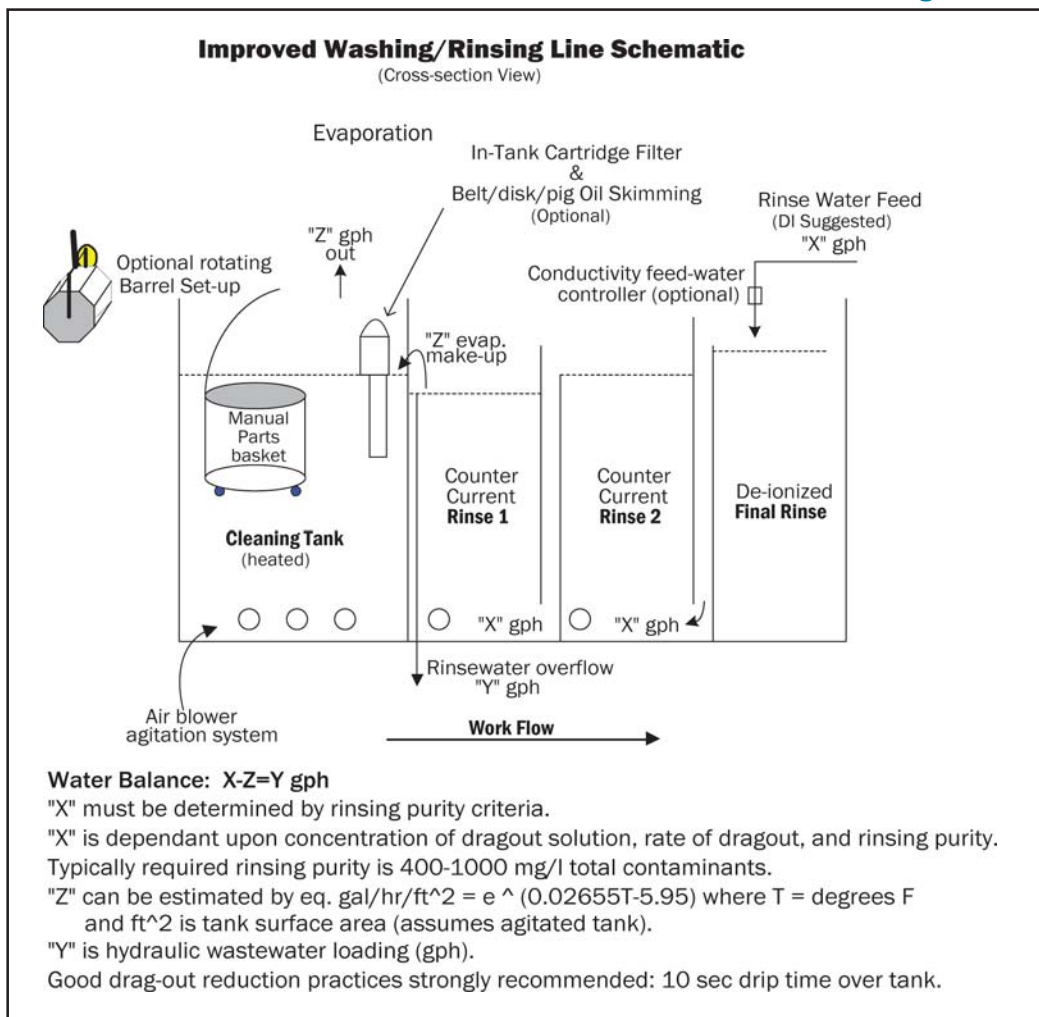 Improved Washing/Rinsing Line Schematic
(Cross-section View)
Evaporation
In-Tank Cartridge Filter
&
Belt/disk/pig Oil Skimming
(Optional)
Rinse Water Feed
(DI Suggested)
"X" gph
"Z" gph
out
Optional rotating
Barrel Set-up
Conductivity feed-water
controller (optional)
"Z" evap.
make-up
Manual
Parts
basket
Counter
Current
Rinse 1
Counter
Current
Rinse 2
De-ionized
Final Rinse
Cleaning Tank
(heated)
"X" gph
"X" gph
Rinsewater overflow
"Y" gph
Air blower
agitation system
Work Flow
Water Balance: X-Z=Y gph
"X" must be determined by rinsing purity criteria.
"X" is dependant upon concentration of dragout solution, rate of dragout, and rinsing purity.
Typically required rinsing purity is 400-1000 mg/l total contaminants.
"Z" can be estimated by eq. gal/hr/ft^2 = e ^ (0.02655T-5.95) where T = degrees F
and ft^2 is tank surface area (assumes agitated tank).
"Y" is hydraulic wastewater loading (gph).
Good drag-out reduction practices strongly recommended: 10 sec drip time over tank.